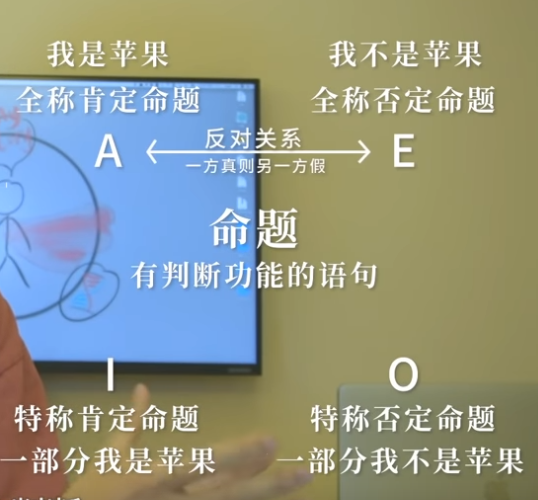 我是苹果
我不是苹果
全称肯定命题
全称否定命题
A
反对关系
E
一方真则另一方假
命题
有判断功能的语句
I
O
特称肯定命题
特称否定命题
一部分我是苹果
一部分我不是苹果